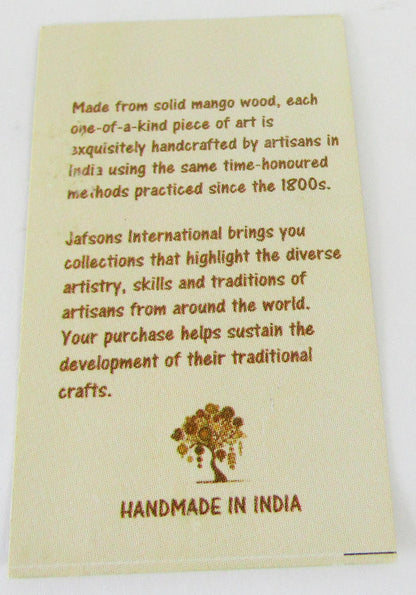 Made from solid mango wood, each
one-of-a-kind piece of art is
exquisitely handcrafted by artisans in
India using the same time-honoured
methods practiced since the 1800s.
Jafsons International brings you
collections that highlight the diverse
artistry, skills and traditions of
artisans from around the world.
Your purchase helps sustain the
development of their traditional
crafts.
HANDMADE IN INDIA